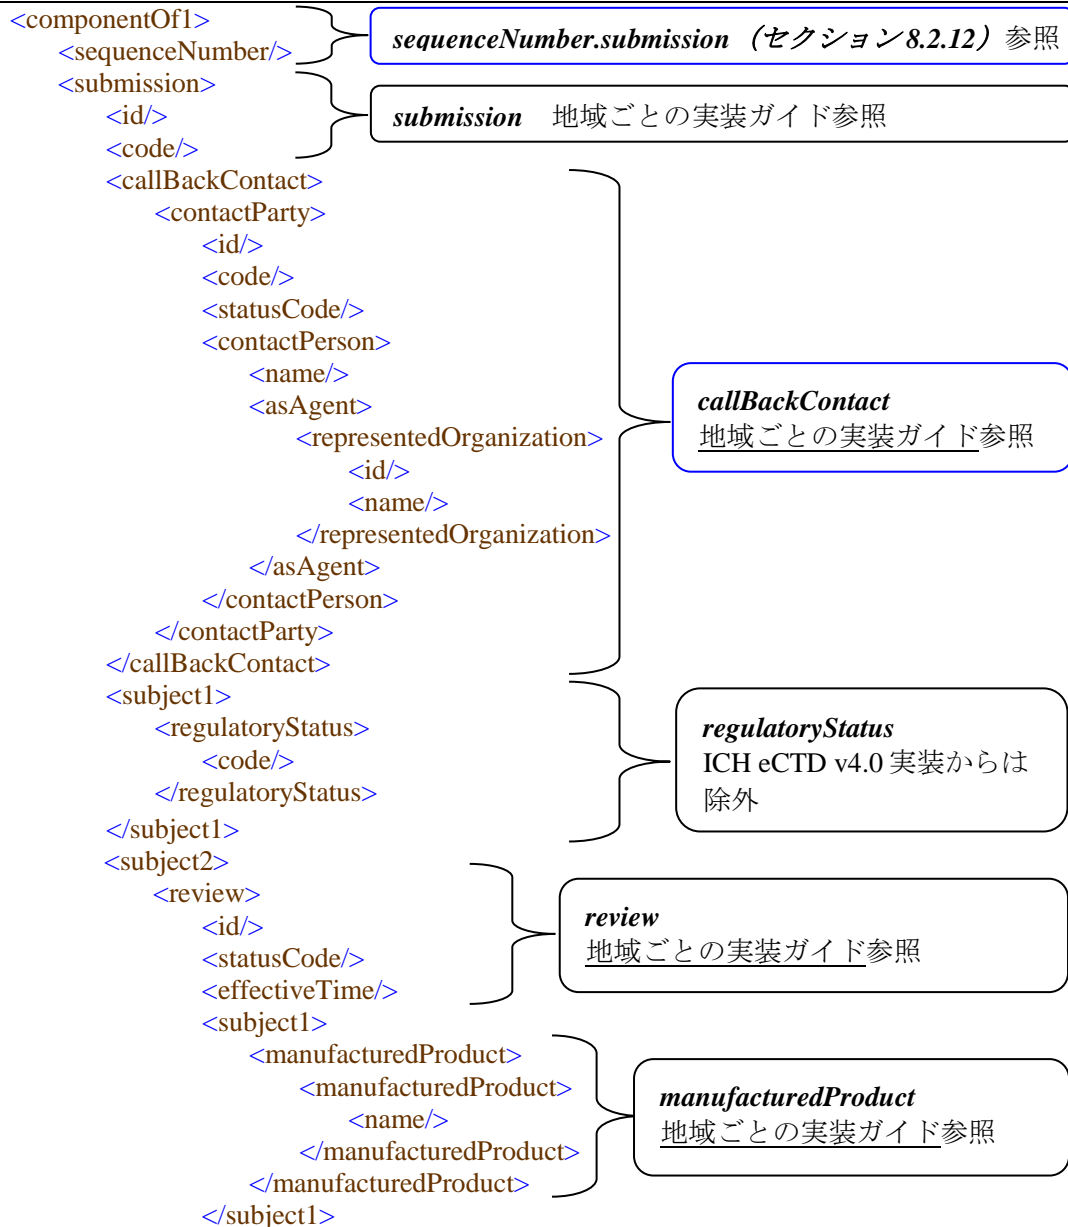 <componentOf1>
<sequenceNumber/>
sequenceNumber.submission （セクション 8.2.12）参照
<submission>
<id/>
submission　地域ごとの実装ガイド参照
<code/>
<callBackContact>
<contactParty>
<id/>
<code/>
<statusCode/>
<contactPerson>
<name/>
<asAgent>
callBackContact
<representedOrganization>
地域ごとの実装ガイド参照
<id/>
<name/>
</representedOrganization>
</asAgent>
</contactPerson>
</contactParty>
</callBackContact>
<subject1>
<regulatoryStatus>
regulatoryStatus
<code/>
ICH eCTD v4.0 実装からは
</regulatoryStatus>
除外
</subject1>
<subject2>
<review>
review
<id/>
地域ごとの実装ガイド参照
<statusCode/>
<effectiveTime/>
<subject1>
<manufacturedProduct>
<manufacturedProduct>
manufacturedProduct
<name/>
地域ごとの実装ガイド参照
</manufacturedProduct>
</manufacturedProduct>
</subject1>